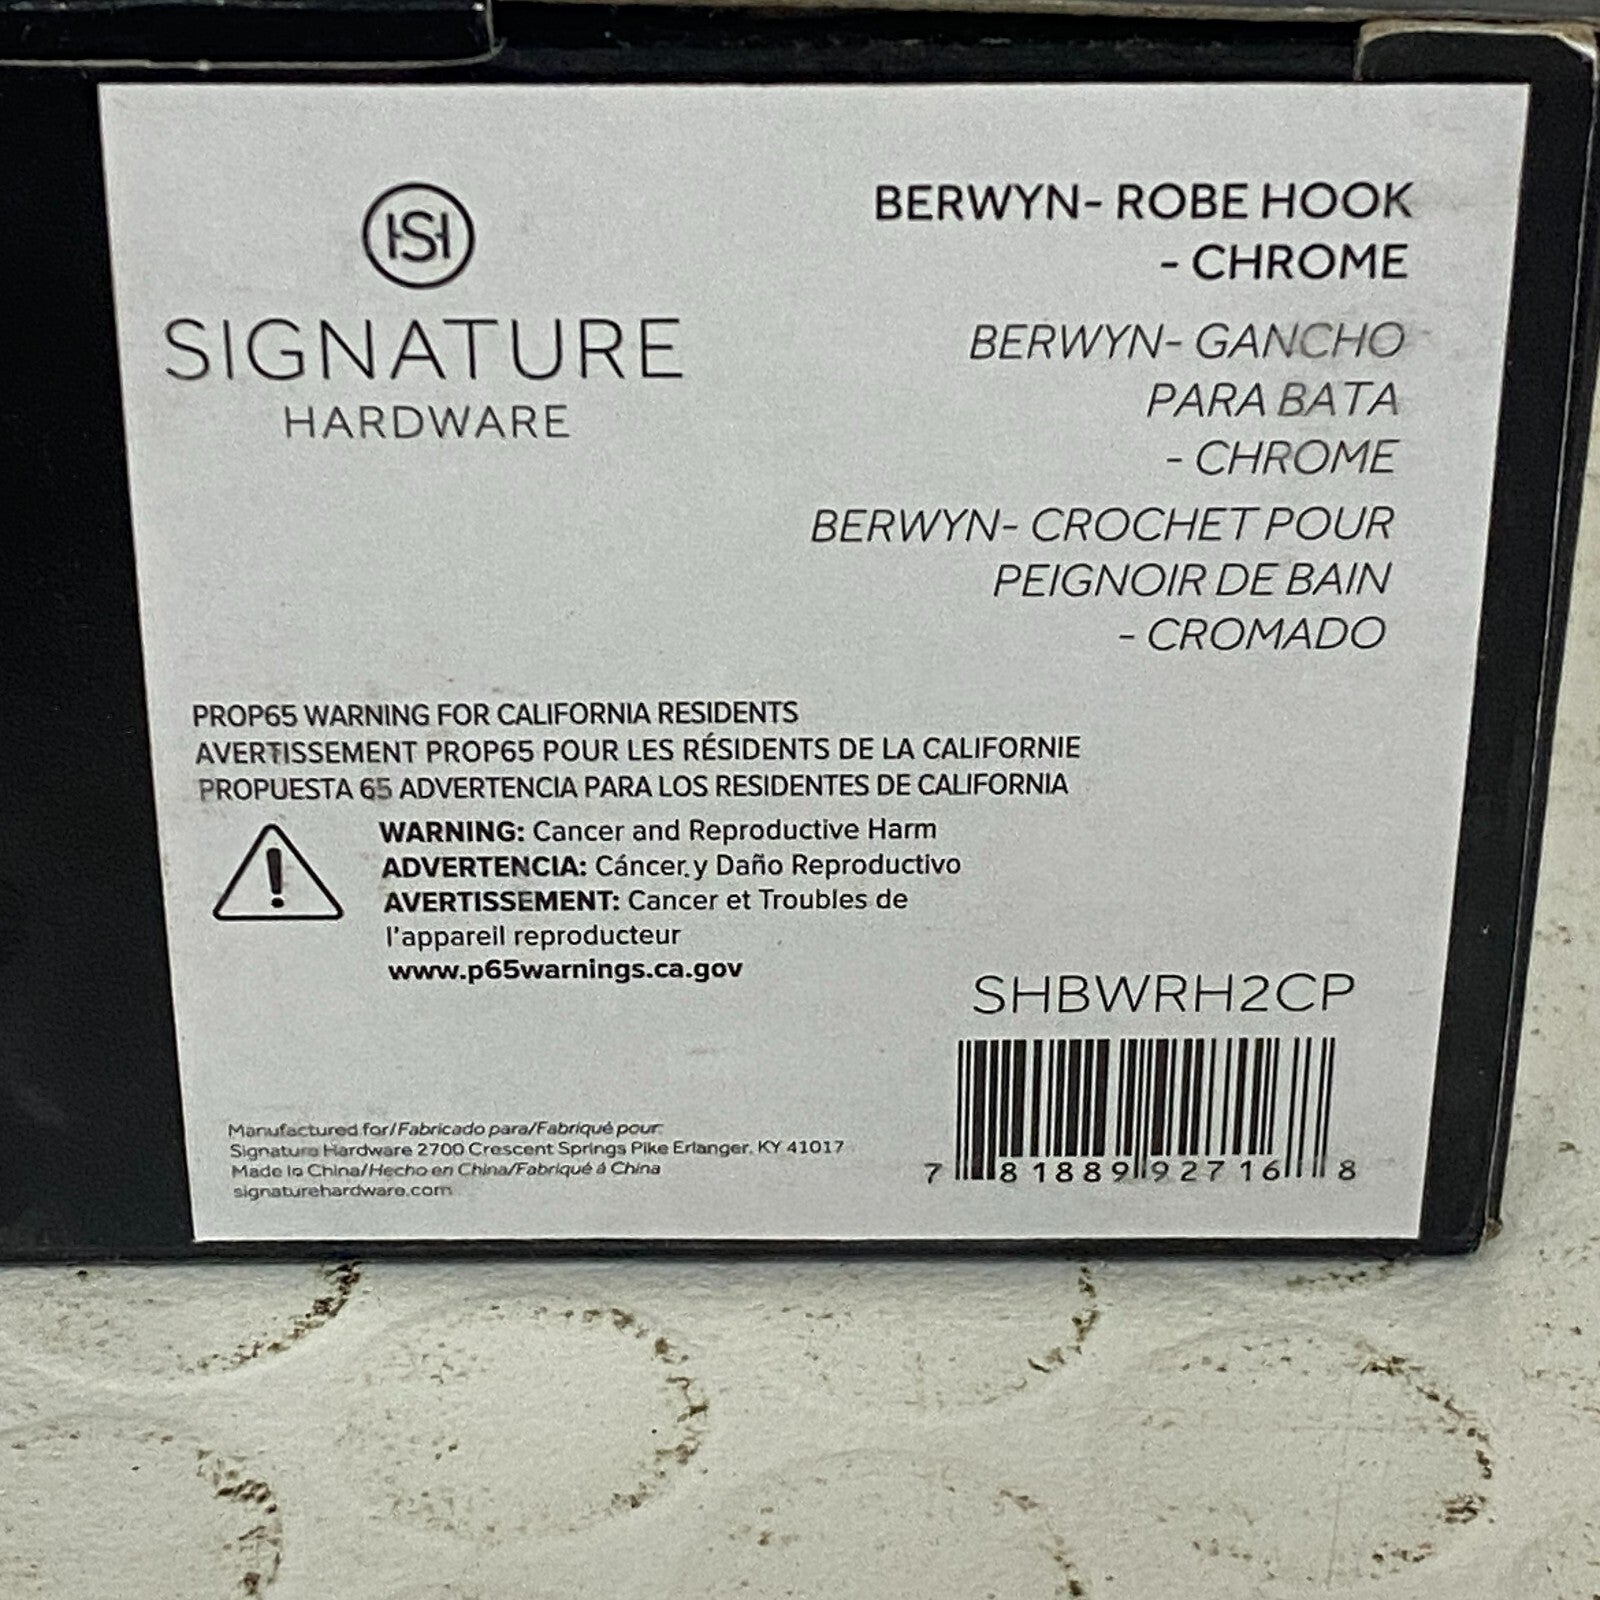 HSH
SIGNATURE
HARDWARE
BERWYN- ROBE HOOK
- CHROME
BERWYN- GANCHO
PARA BATA
- CHROME
BERWYN- CROCHET POUR
PEIGNOIR DE BAIN
- CROMADO
PROP65 WARNING FOR CALIFORNIA RESIDENTS
AVERTISSEMENT PROP65 POUR LES RÉSIDENTS DE LA CALIFORNIE
PROPUESTA 65 ADVERTENCIA PARA LOS RESIDENTES DE CALIFORNIA
WARNING: Cancer and Reproductive Harm
ADVERTENCIA: Cáncer y Daño Reproductivo
AVERTISSEMENT: Cancer et Troubles de
l'appareil reproducteur
www.p65warnings.ca.gov
SHBWRH2CP
7 81889 92716 8
Manufactured for/Fabricado para/Fabriqué pour:
Signature Hardware 2700 Crescent Springs Pike Erlanger, KY 41017
Made in China/Hecho en China/Fabriqué á China
signaturehardware.com